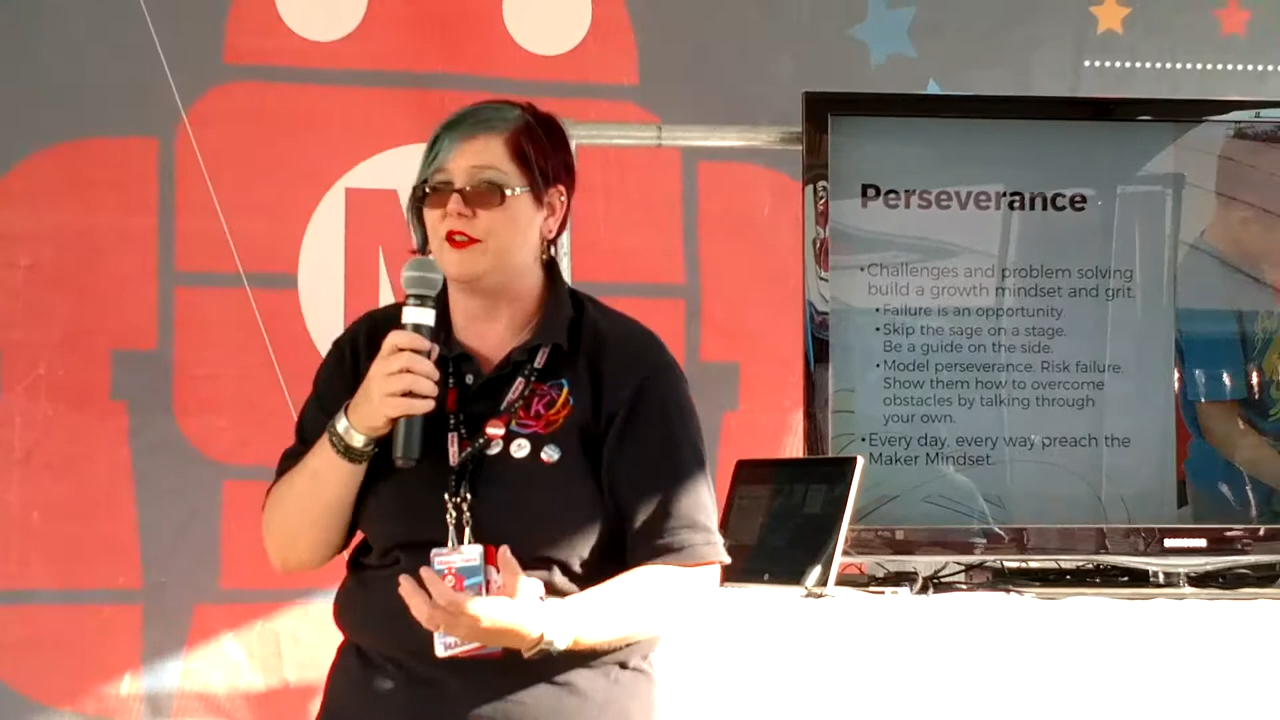 M
Perseverance
•Challenges and problem solving
build a growth mindset and grit.
•Failure is an opportunity.
•Skip the sage on a stage.
Be a guide on the side.
•Model perseverance. Risk failure.
Show them how to overcome
obstacles by talking through
your own.
•Every day, every way preach the
Maker Mindset.
K
SAMSUNG